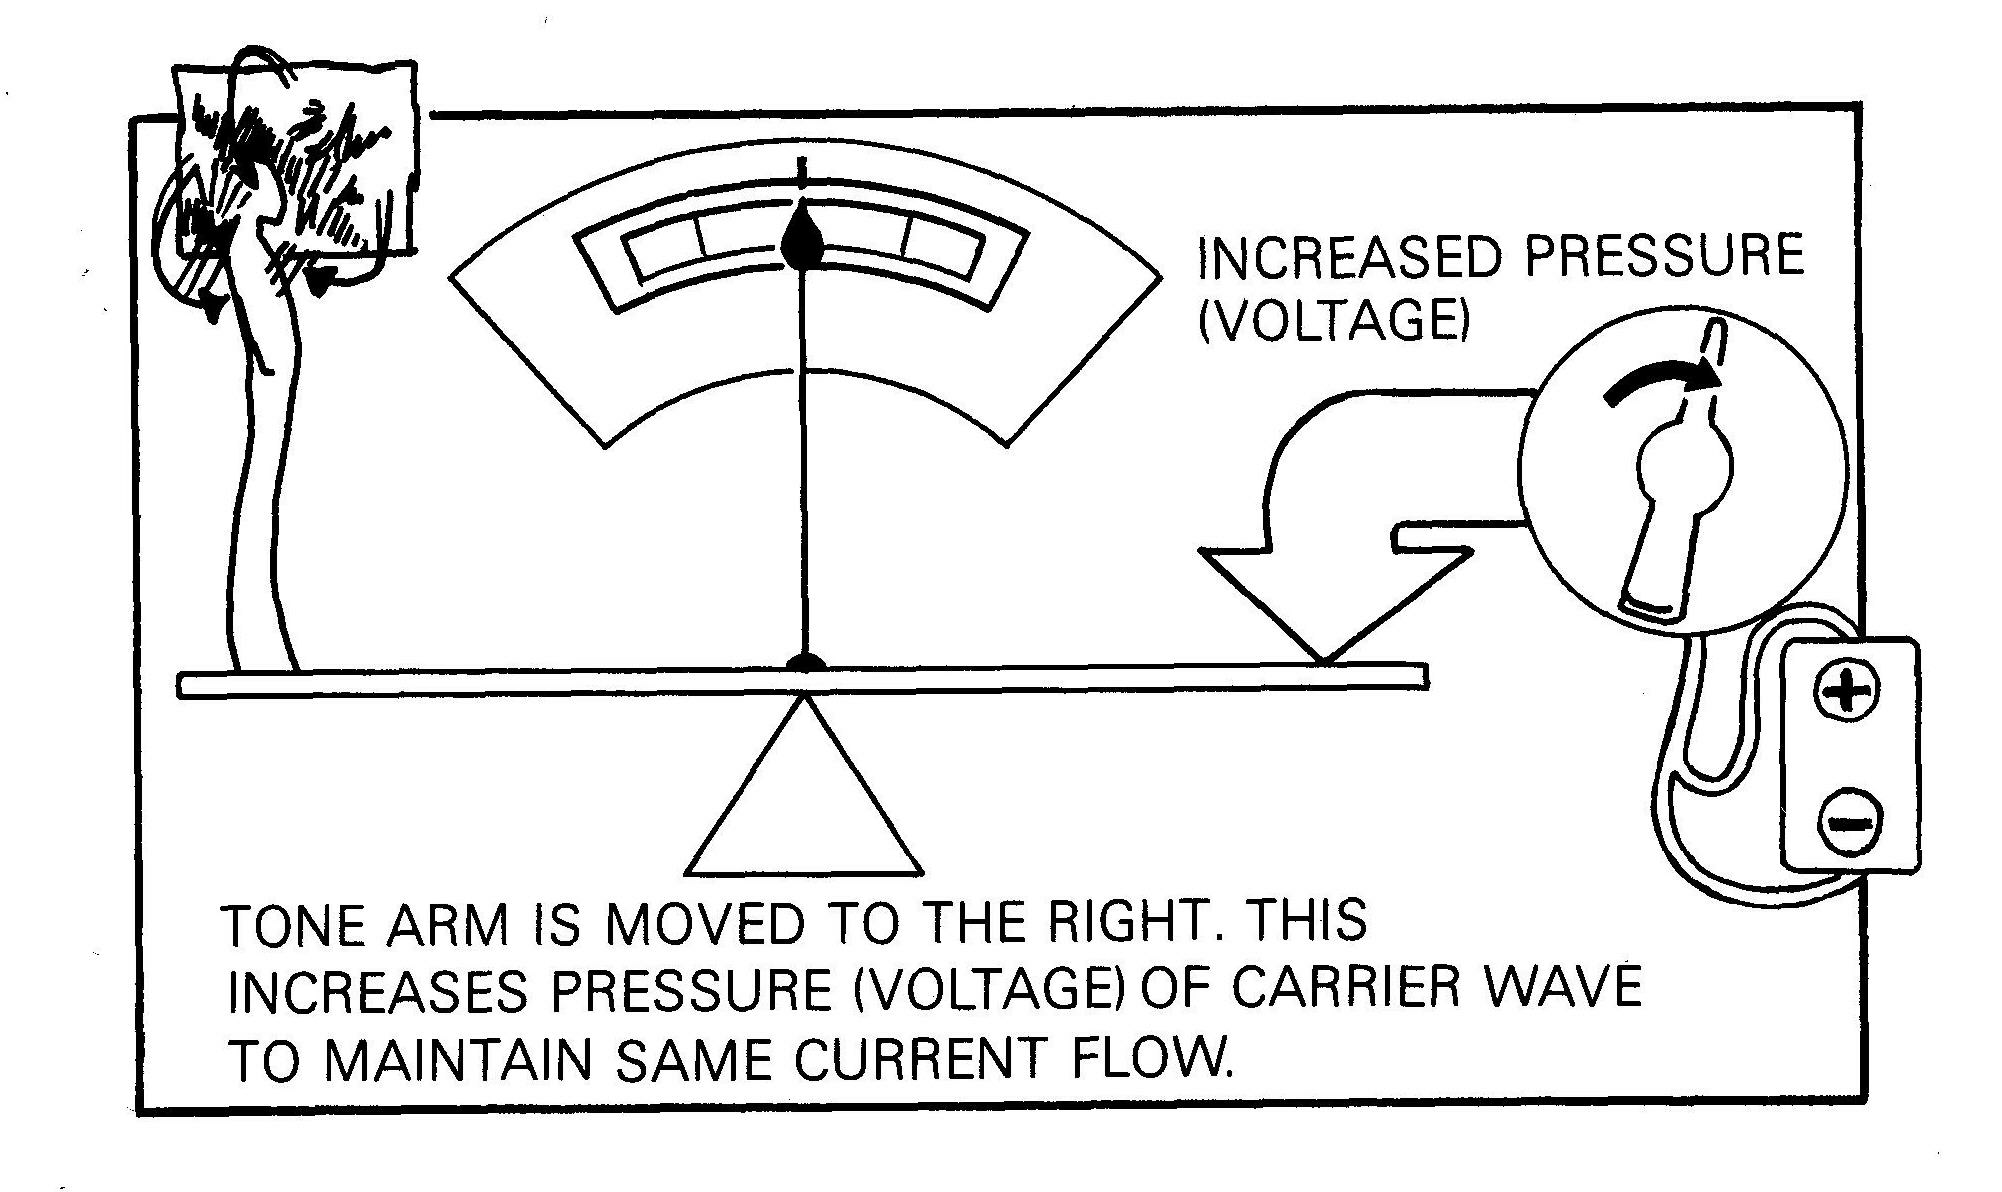 INCREASED PRESSURE
(VOLTAGE)
+
−
TONE ARM IS MOVED TO THE RIGHT. THIS
INCREASES PRESSURE (VOLTAGE) OF CARRIER WAVE
TO MAINTAIN SAME CURRENT FLOW.